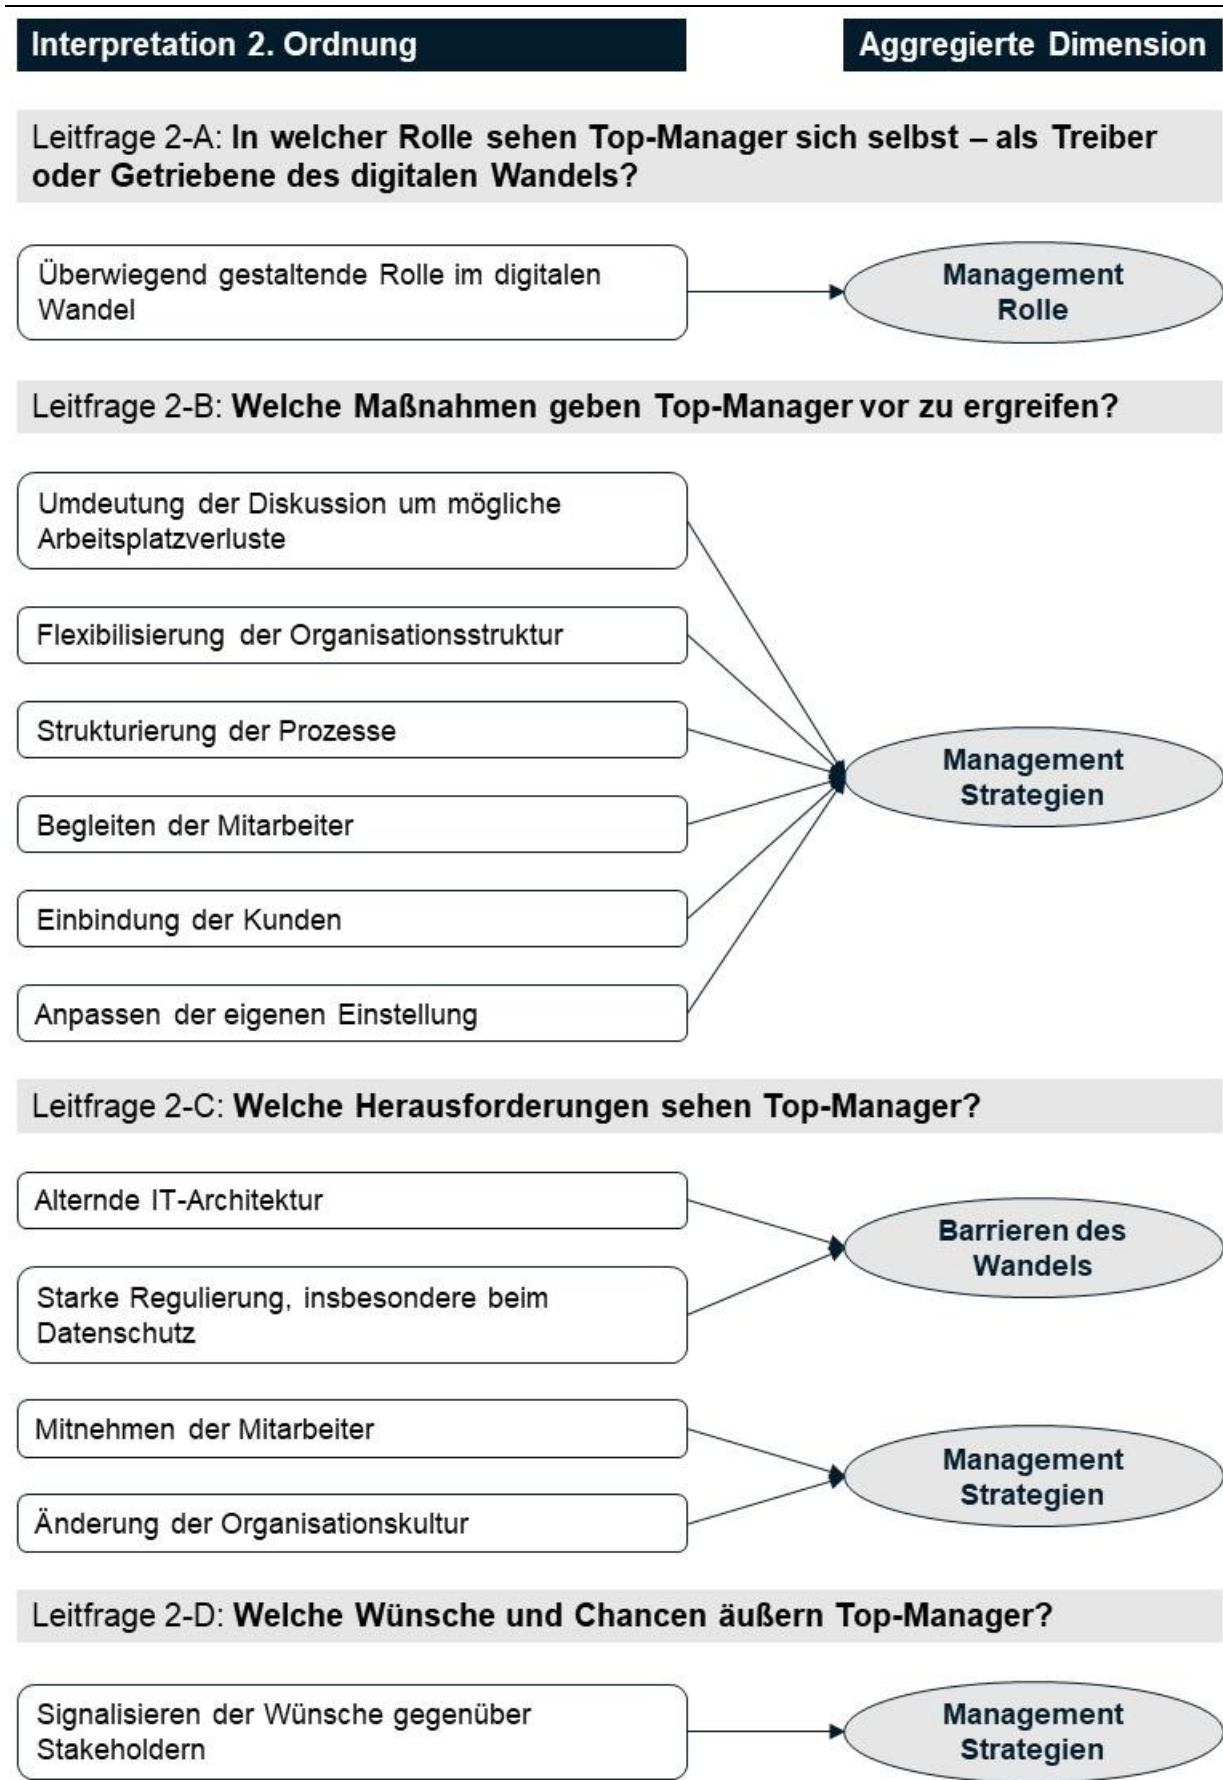 Interpretation 2. Ordnung
Aggregierte Dimension
Leitfrage 2-A: In welcher Rolle sehen Top-Manager sich selbst – als Treiber
oder Getriebene des digitalen Wandels?
Überwiegend gestaltende Rolle im digitalen
Wandel
Management
Rolle
Leitfrage 2-B: Welche Maßnahmen geben Top-Manager vor zu ergreifen?
Umdeutung der Diskussion um mögliche
Arbeitsplatzverluste
Flexibilisierung der Organisationsstruktur
Strukturierung der Prozesse
Begleiten der Mitarbeiter
Einbindung der Kunden
Anpassen der eigenen Einstellung
Management
Strategien
Leitfrage 2-C: Welche Herausforderungen sehen Top-Manager?
Alternde IT-Architektur
Starke Regulierung, insbesondere beim
Datenschutz
Barrieren des
Wandels
Mitnehmen der Mitarbeiter
Änderung der Organisationskultur
Management
Strategien
Leitfrage 2-D: Welche Wünsche und Chancen äußern Top-Manager?
Signalisieren der Wünsche gegenüber
Stakeholdern
Management
Strategien